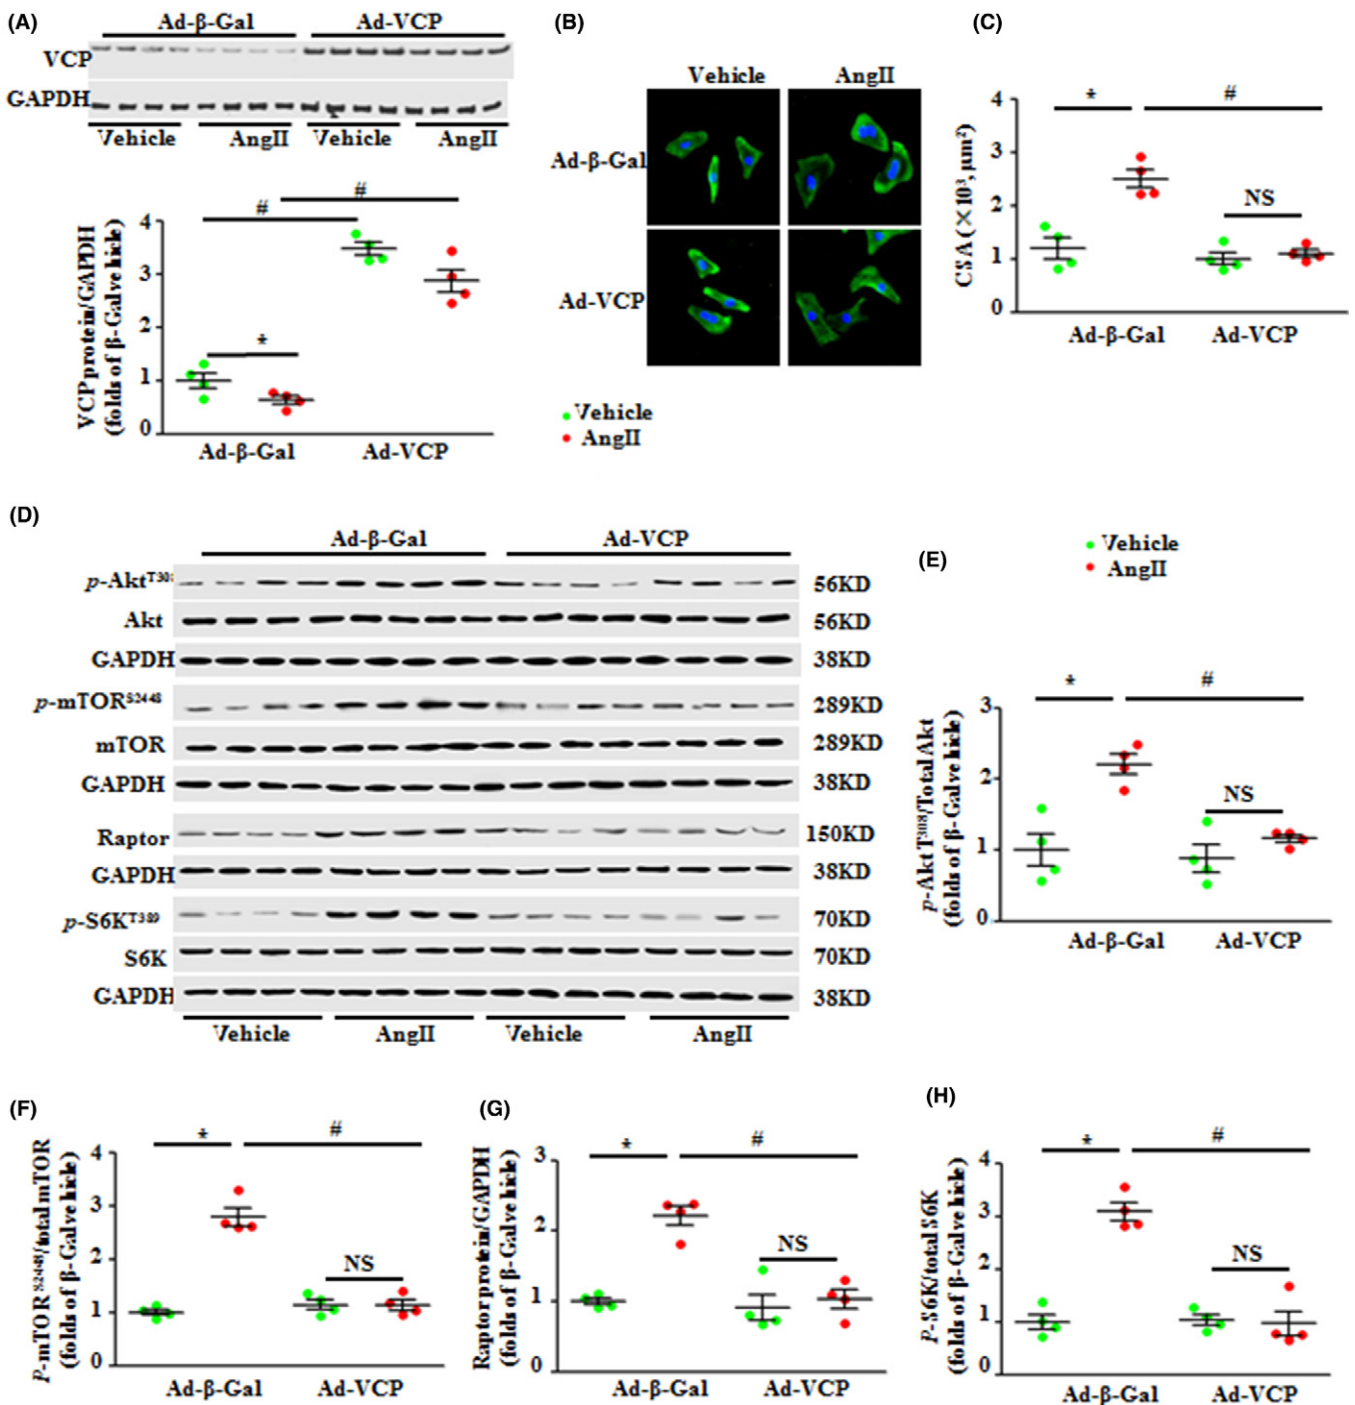 (A)
Ad-β-Gal Ad-VCP
VCP
GAPDH
Vehicle AngII Vehicle AngII
VCP protein/GAPDH
(folds of β-Galve hicle)
4
3
2
1
0
#
#
*
Ad-β-Gal Ad-VCP
(B)
Vehicle AngII
Ad-β-Gal
Ad-VCP
Vehicle
AngII
(C)
CSA (×10³, μm²)
4
3
2
1
0
* #
NS
Ad-β-Gal Ad-VCP
(D)
Ad-β-Gal Ad-VCP
p-Akt 56KD
Akt 56KD
GAPDH 38KD
p-mTOR S2448 289KD
mTOR 289KD
GAPDH 38KD
Raptor 150KD
GAPDH 38KD
p-S6K T389 70KD
S6K 70KD
GAPDH 38KD
Vehicle AngII Vehicle AngII
(E)
Vehicle
AngII
p-Akt T308/Total Akt
(folds of β-Galve hicle)
3
2
1
0
* #
NS
Ad-β-Gal Ad-VCP
(F)
P-mTOR S2448/total mTOR
(folds of β-Galve hicle)
4
3
2
1
0
* #
NS
Ad-β-Gal Ad-VCP
(G)
Raptor protein/GAPDH
(folds of β-Galve hicle)
3
2
1
0
* #
NS
Ad-β-Gal Ad-VCP
(H)
P-S6K/total S6K
(folds of β-Galve hicle)
4
3
2
1
0
* #
NS
Ad-β-Gal Ad-VCP